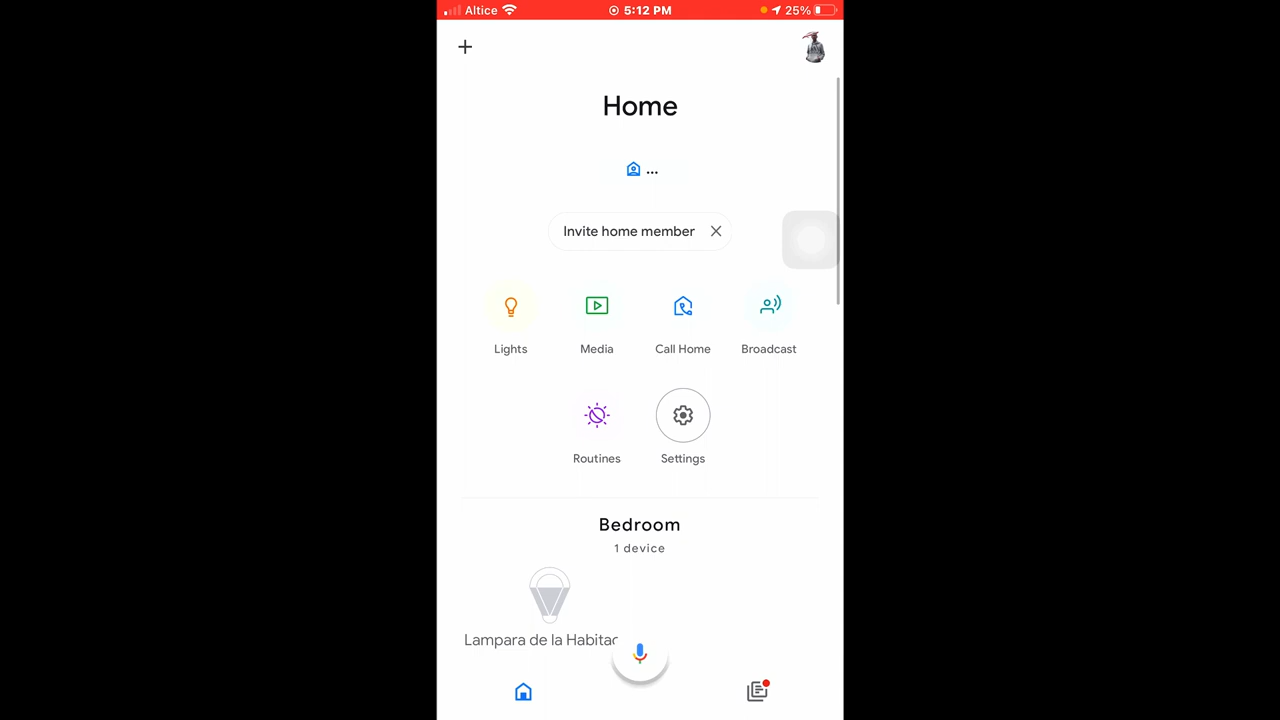 Altice 5:12 PM 25%
Home
...
Invite home member
Lights Media Call Home Broadcast
Routines Settings
Bedroom
1 device
Lampara de la Habitac